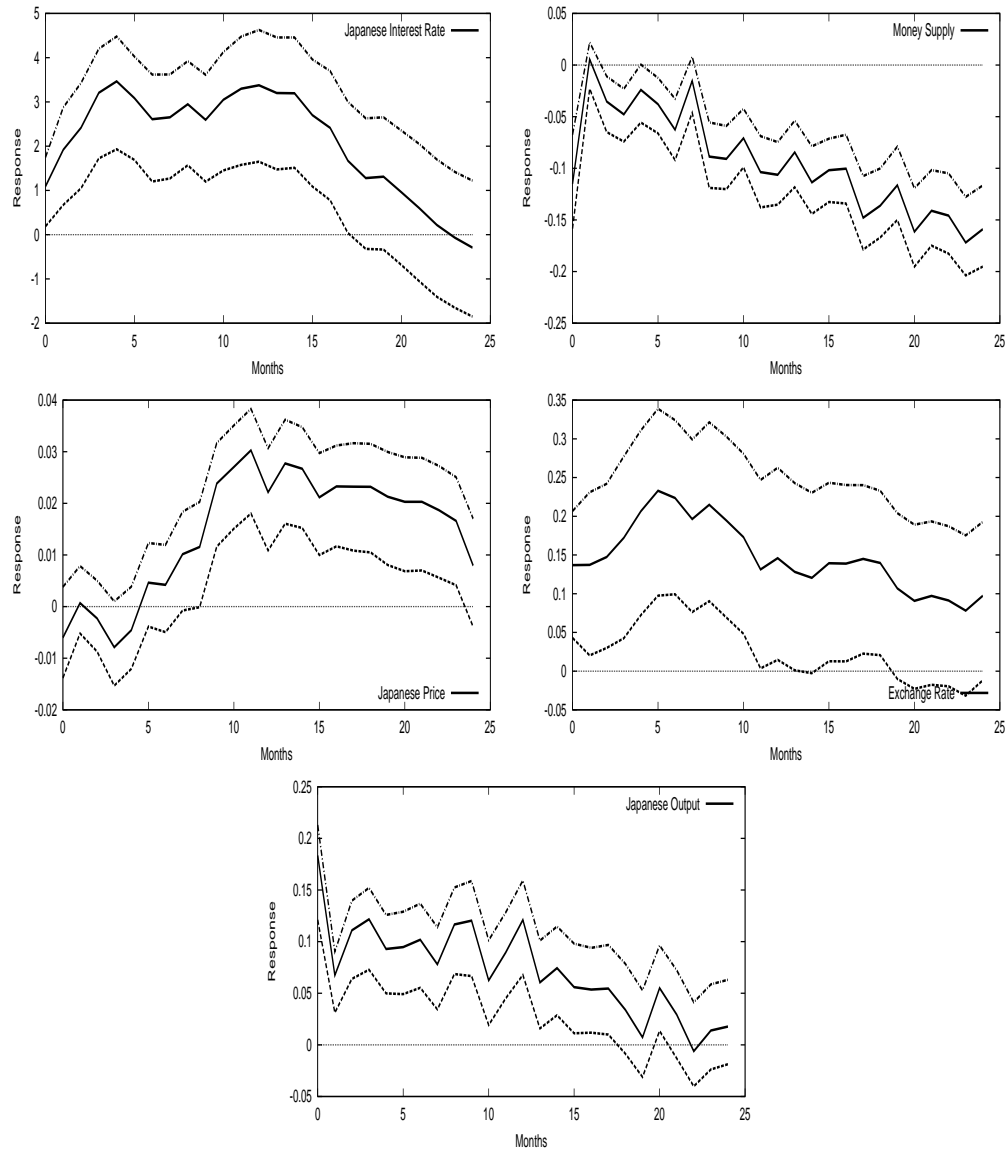 5
4
3
2
1
0
-1
-2
Response
Japanese Interest Rate
0 5 10 15 20 25
Months
0.05
0
-0.05
-0.1
-0.15
-0.2
-0.25
Response
Money Supply
0 5 10 15 20 25
Months
0.04
0.03
0.02
0.01
0
-0.01
-0.02
Response
Japanese Price
0 5 10 15 20 25
Months
0.35
0.3
0.25
0.2
0.15
0.1
0.05
0
-0.05
Response
Exchange Rate
0 5 10 15 20 25
Months
0.25
0.2
0.15
0.1
0.05
0
-0.05
Response
Japanese Output
0 5 10 15 20 25
Months